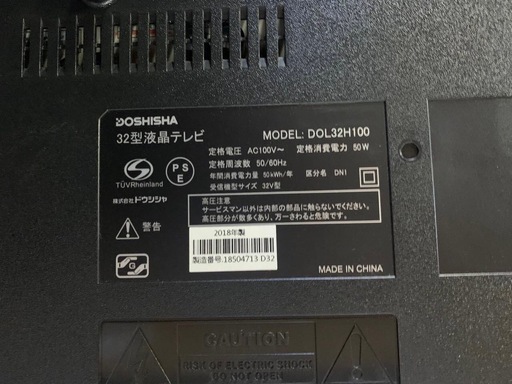 DOSHISHA
32型液晶テレビ MODEL: DOL32H100
定格電圧 AC100V～ 定格消費電力 50W
定格周波数 50/60Hz
年間消費電力量 50kWh/年 区分名 DN1
受信機型サイズ 32V型
TÜVRheinland
PS
E
株式会社ドウシシャ
高圧注意
サービスマン以外は内部の部品に触らないでください。
高圧部分が数多くあり、万一さわると危険です。
警告
2018年製
製造番号.18504713 D32
G
MADE IN CHINA
CAUTION
RISK OF ELECTRIC SHOCK
DO NOT OPEN